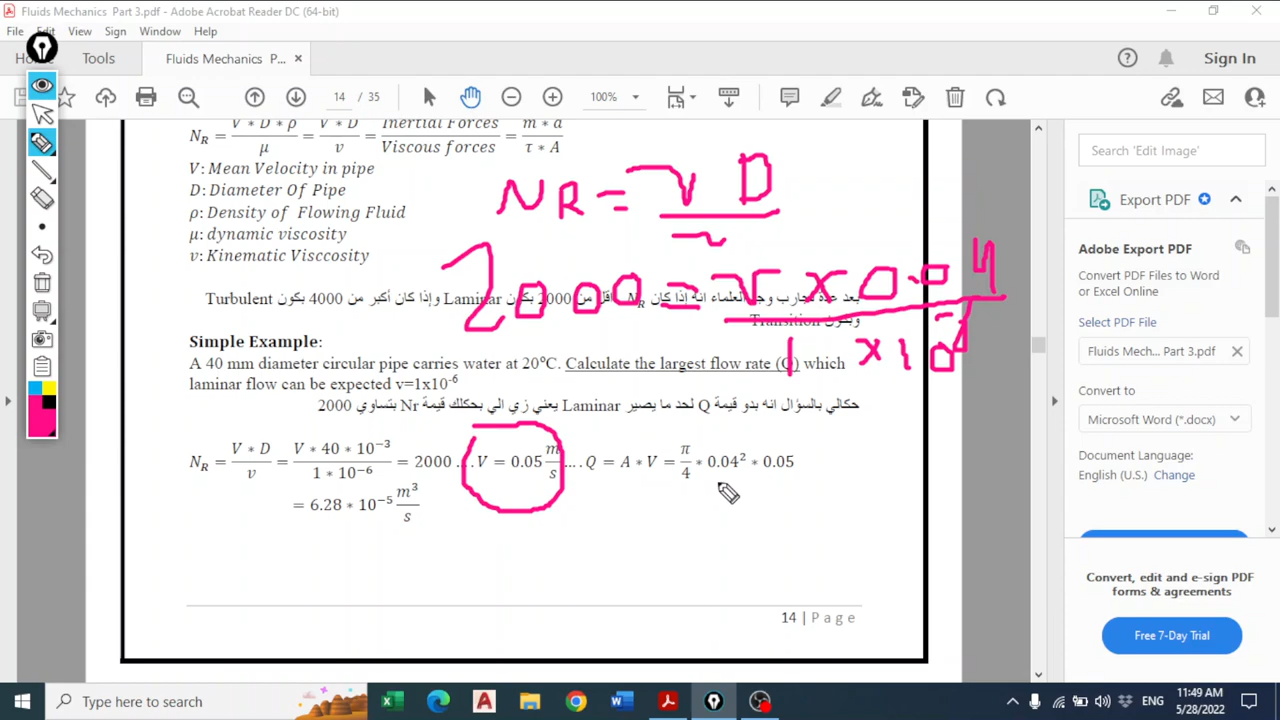 Fluids Mechanics Part 3.pdf - Adobe Acrobat Reader DC (64-bit)
File Edit View Sign Window Help
Tools
Fluids Mechanics P... ×
Sign In
14 / 35
100%
N_R = V * D * ρ / μ = V * D / ν = Inertial Forces / Viscous forces = m * a / τ * A
V: Mean Velocity in pipe
D: Diameter Of Pipe
ρ: Density of Flowing Fluid
μ: dynamic viscosity
ν: Kinematic Visccosity
NR = V D / ν
2000 = V × 0.04 / 1 × 10
بعد عدة تجارب وجد العلماء انه إذا كان N_R اقل من 2000 بكون Laminar وإذا كان أكبر من 4000 بكون Turbulent
وبكون Transition
Simple Example:
A 40 mm diameter circular pipe carries water at 20°C. Calculate the largest flow rate (Q) which
laminar flow can be expected v=1x10⁻⁶
حكالي بالسؤال انه بدو قيمة Q لحد ما يصير Laminar يعني زي الي بحكلك قيمة Nr بتساوي 2000
N_R = V * D / ν = V * 40 * 10⁻³ / 1 * 10⁻⁶ = 2000 .... V = 0.05 m/s .... Q = A * V = π/4 * 0.04² * 0.05
= 6.28 * 10⁻⁵ m³/s
14 | Page
Search 'Edit Image'
Export PDF
Adobe Export PDF
Convert PDF Files to Word
or Excel Online
Select PDF File
Fluids Mech... Part 3.pdf ×
Convert to
Microsoft Word (*.docx)
Document Language:
English (U.S.) Change
Convert, edit and e-sign PDF
forms & agreements
Free 7-Day Trial
Type here to search
ENG
11:49 AM
5/28/2022